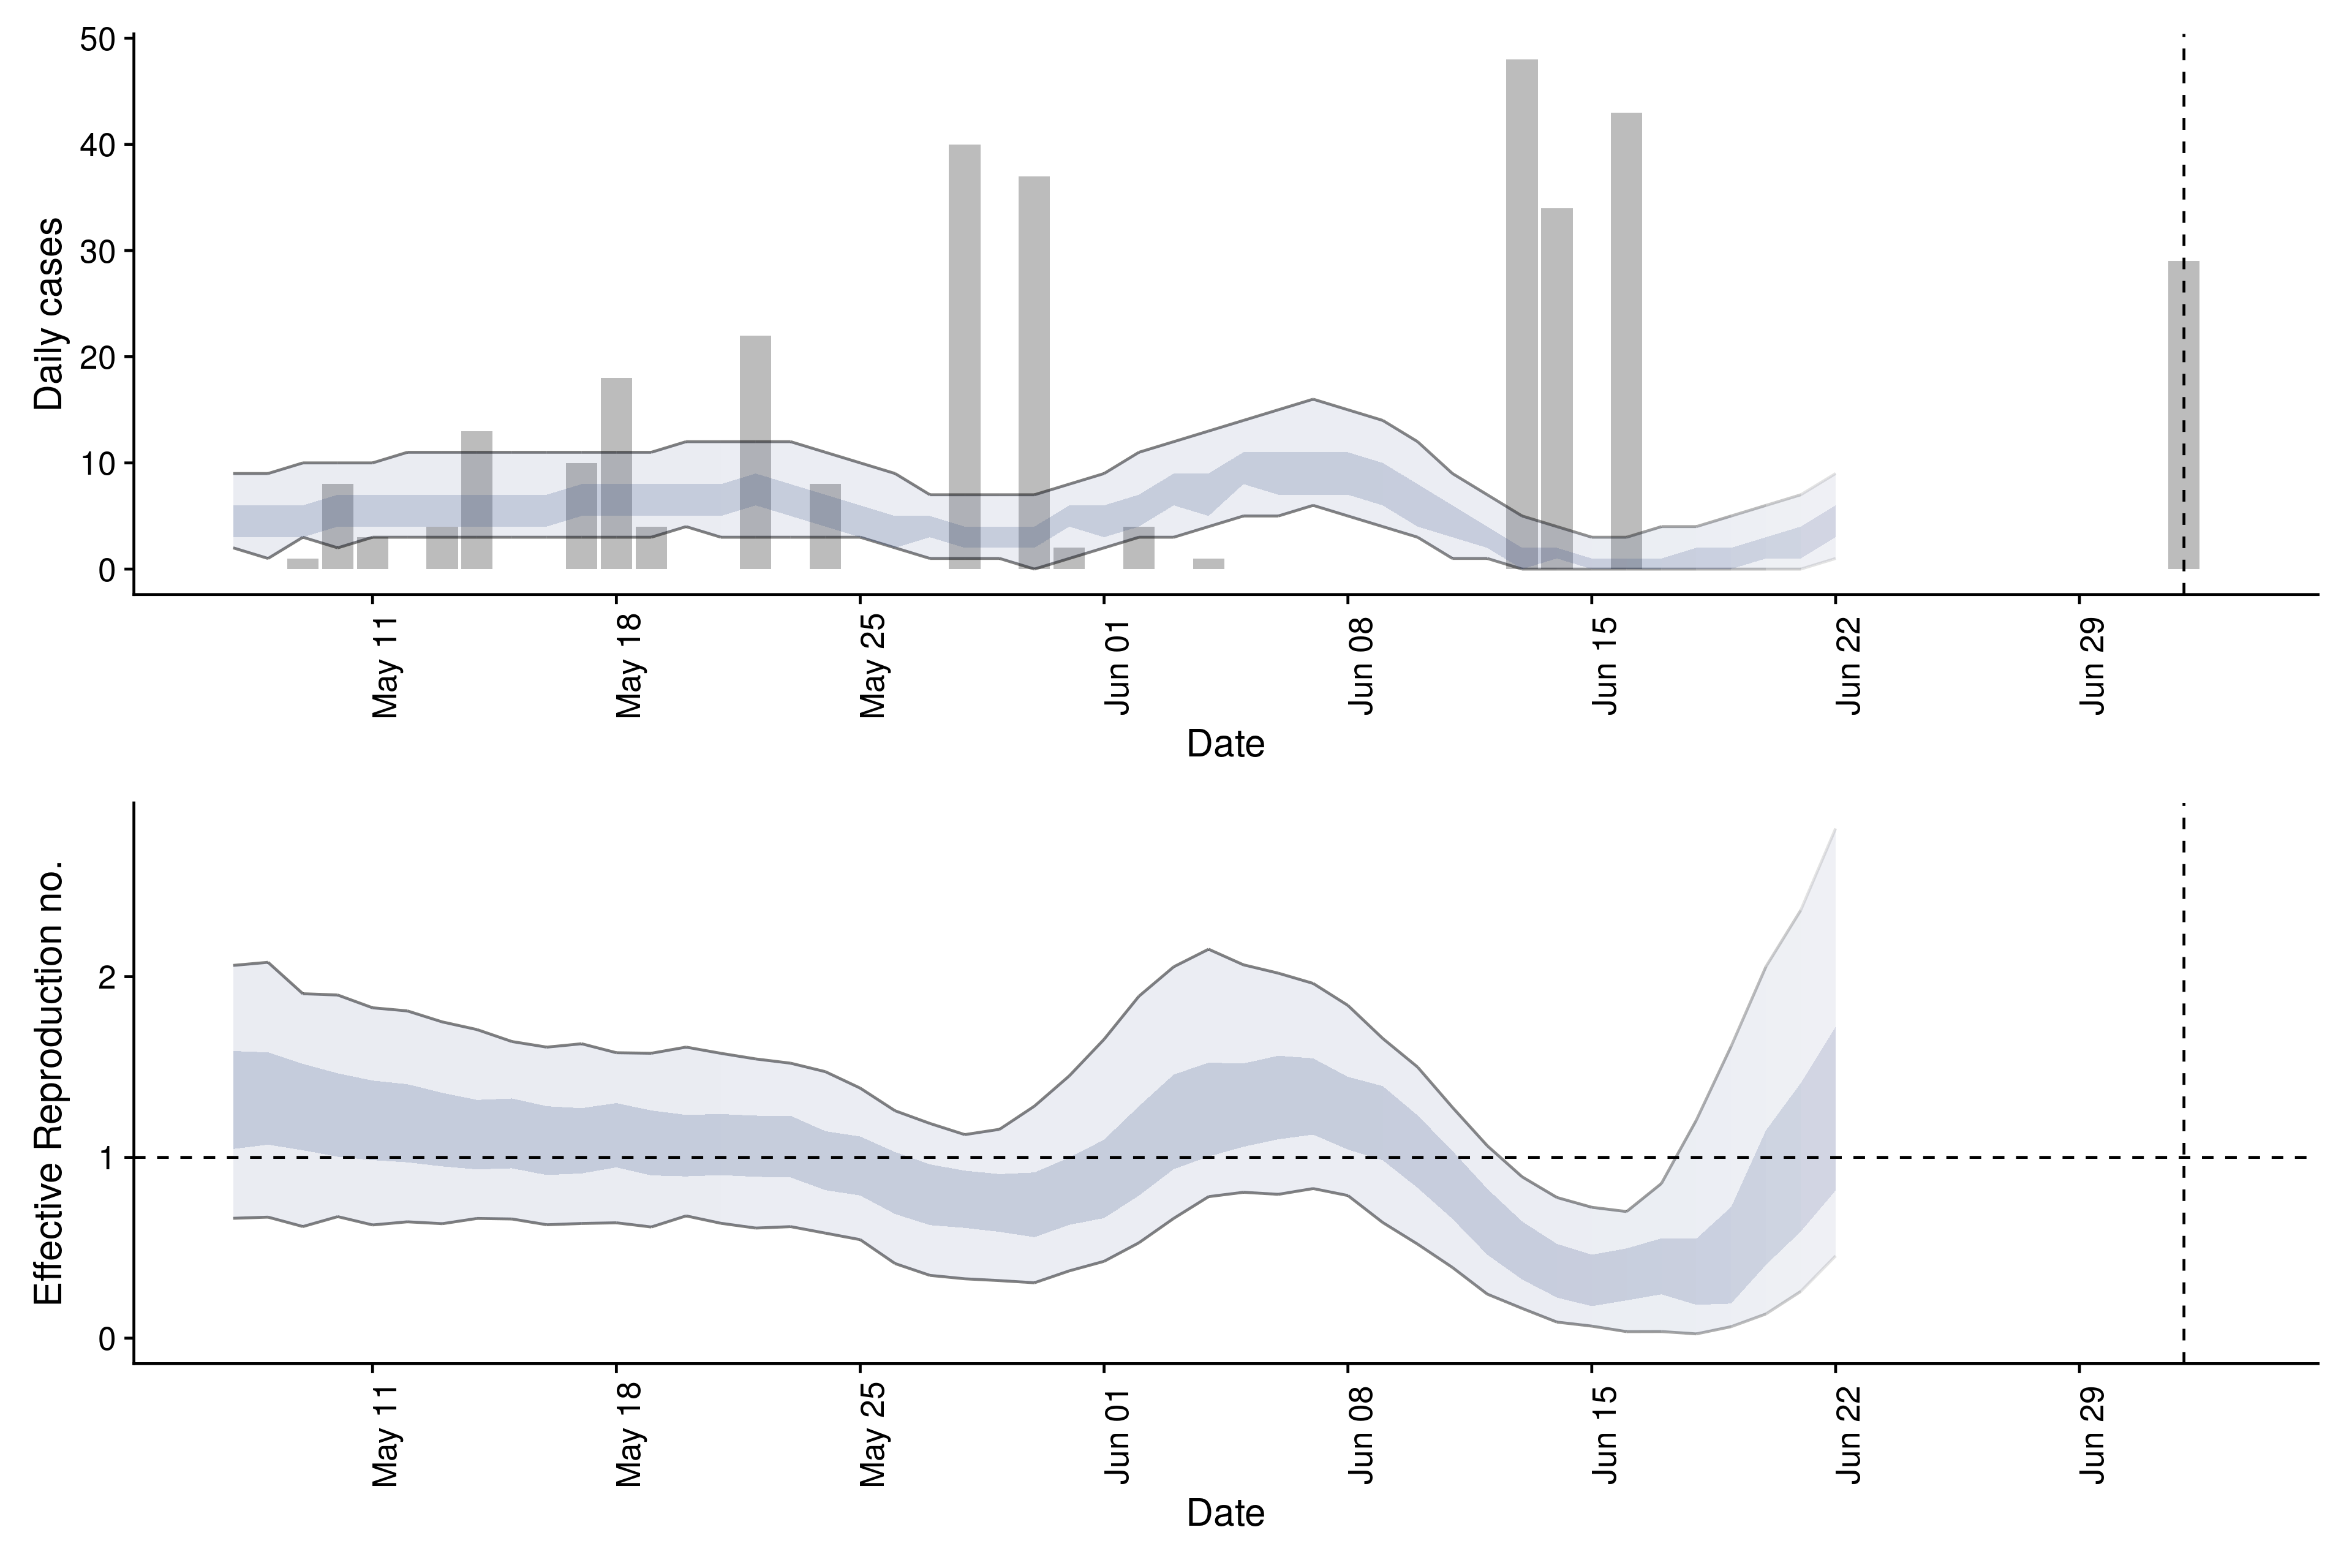 Daily cases
50
40
30
20
10
0
May 11
May 18
May 25
Jun 01
Jun 08
Jun 15
Jun 22
Jun 29
Date
Effective Reproduction no.
2
1
0
May 11
May 18
May 25
Jun 01
Jun 08
Jun 15
Jun 22
Jun 29
Date